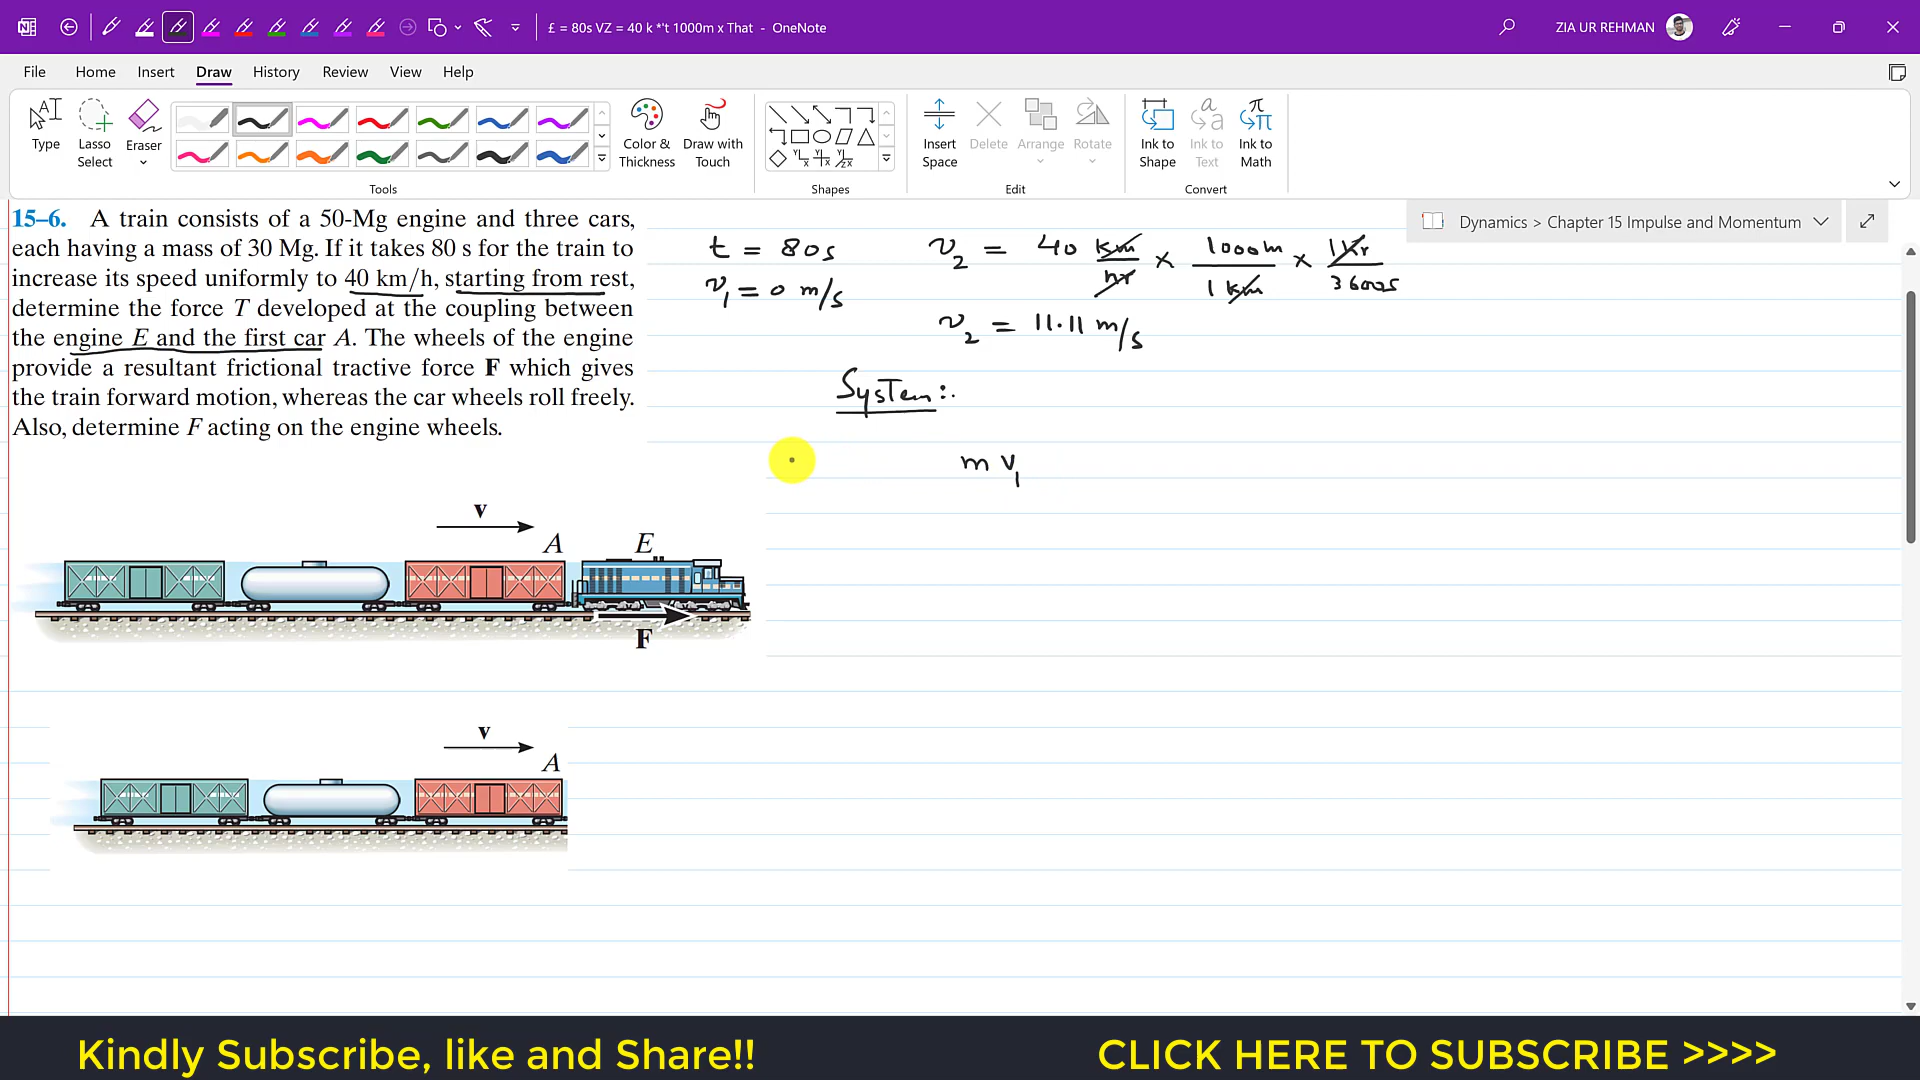 £ = 80s VZ = 40 k *'t 1000m x That - OneNote
ZIA UR REHMAN
File Home Insert Draw History Review View Help
Type
Lasso Select
Eraser
Color & Thickness
Draw with Touch
Insert Space
Delete
Arrange
Rotate
Ink to Shape
Ink to Text
Ink to Math
Tools
Shapes
Edit
Convert
Dynamics > Chapter 15 Impulse and Momentum
15–6. A train consists of a 50-Mg engine and three cars,
each having a mass of 30 Mg. If it takes 80 s for the train to
increase its speed uniformly to 40 km/h, starting from rest,
determine the force T developed at the coupling between
the engine E and the first car A. The wheels of the engine
provide a resultant frictional tractive force F which gives
the train forward motion, whereas the car wheels roll freely.
Also, determine F acting on the engine wheels.
t = 80s
v1 = 0 m/s
v2 = 40 km/hr × 1000m/1km × 1hr/3600s
v2 = 11.11 m/s
System:.
m v1
v
A
E
F
v
A
Kindly Subscribe, like and Share!!
CLICK HERE TO SUBSCRIBE >>>>